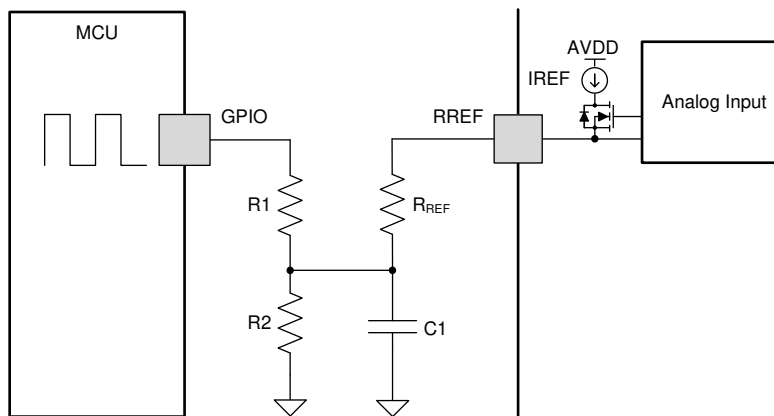 MCU
AVDD
IREF
Analog Input
GPIO
RREF
R1
RREF
R2
C1